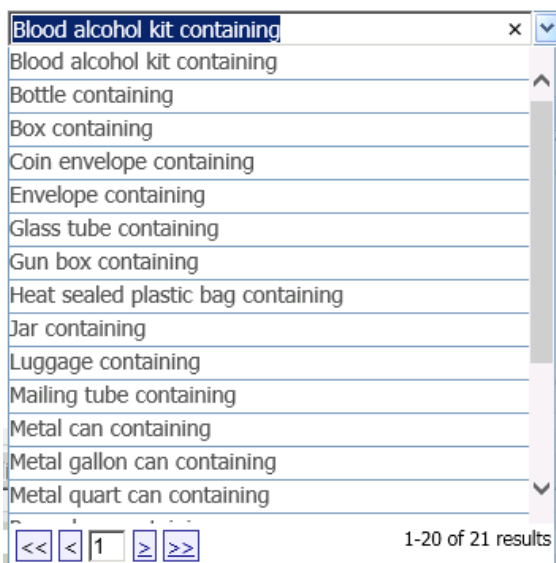 Blood alcohol kit containing ×
Blood alcohol kit containing
Bottle containing
Box containing
Coin envelope containing
Envelope containing
Glass tube containing
Gun box containing
Heat sealed plastic bag containing
Jar containing
Luggage containing
Mailing tube containing
Metal can containing
Metal gallon can containing
Metal quart can containing
<< < 1 > >> 1-20 of 21 results